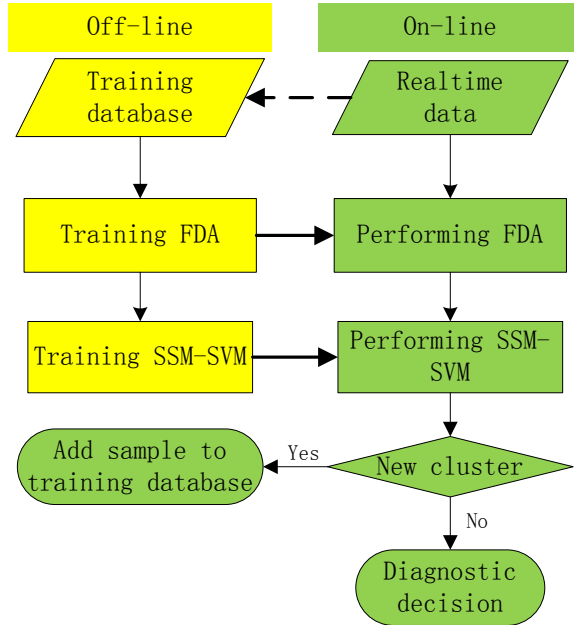 Off-line
On-line
Training
database
Realtime
data
Training FDA
Performing FDA
Training SSM-SVM
Performing SSM-
SVM
Add sample to
training database
Yes
New cluster
No
Diagnostic
decision